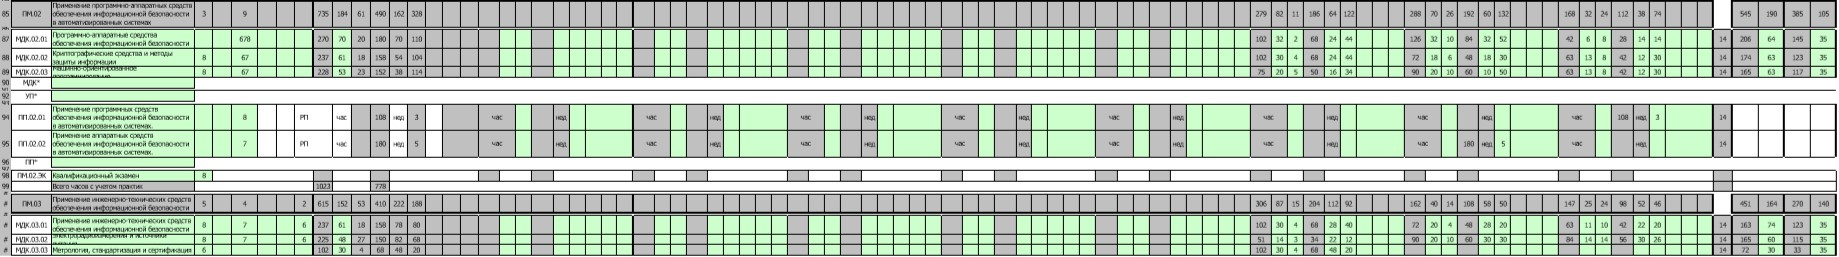 85 ПМ.02 Применение программно-аппаратных средств обеспечения информационной безопасности в автоматизированных системах 3 9 735 184 61 490 162 328 279 82 11 186 64 122 288 70 26 192 60 132 168 32 24 112 38 74 545 190 385 105
87 МДК.02.01 Программно-аппаратные средства обеспечения информационной безопасности 678 270 70 20 180 70 110 102 32 2 68 24 44 126 32 10 84 32 52 42 6 8 28 14 14 14 206 64 145 35
88 МДК.02.02 Криптографические средства и методы защиты информации 8 67 237 61 18 158 54 104 102 30 4 68 24 44 72 18 6 48 18 30 63 13 8 42 12 30 14 174 63 123 35
89 МДК.02.03 Машинно-ориентированное 8 67 228 53 23 152 38 114 75 20 5 50 16 34 90 20 10 60 10 50 63 13 8 42 12 30 14 165 63 117 35
90 МДК*
92 УП*
94 ПП.02.01 Применение программных средств обеспечения информационной безопасности в автоматизированных системах. 8 РП час 108 нед 3 час нед час нед час нед час нед час нед час нед час нед час 108 нед 3 14
95 ПП.02.02 Применение аппаратных средств обеспечения информационной безопасности в автоматизированных системах. 7 РП час 180 нед 5 час нед час нед час нед час нед час нед час нед час 180 нед 5 час нед 14
96 ПП*
98 ПМ.02.ЭК Квалификационный экзамен 8
99 Всего часов с учетом практик 1023 778
# ПМ.03 Применение инженерно-технических средств обеспечения информационной безопасности 5 4 2 615 152 53 410 222 188 306 87 15 204 112 92 162 40 14 108 58 50 147 25 24 98 52 46 451 164 270 140
# МДК.03.01 Применение инженерно-технических средств обеспечения информационной безопасности 8 7 6 237 61 18 158 78 80 102 30 4 68 28 40 72 20 4 48 28 20 63 11 10 42 22 20 14 163 74 123 35
# МДК.03.02 8 7 6 225 48 27 150 82 68 51 14 3 34 22 12 90 20 10 60 30 30 84 14 14 56 30 26 14 165 60 115 35
# МДК.03.03 Метрология, стандартизация и сертификация 6 102 30 4 68 48 20 102 30 4 68 48 20 14 72 30 33 35